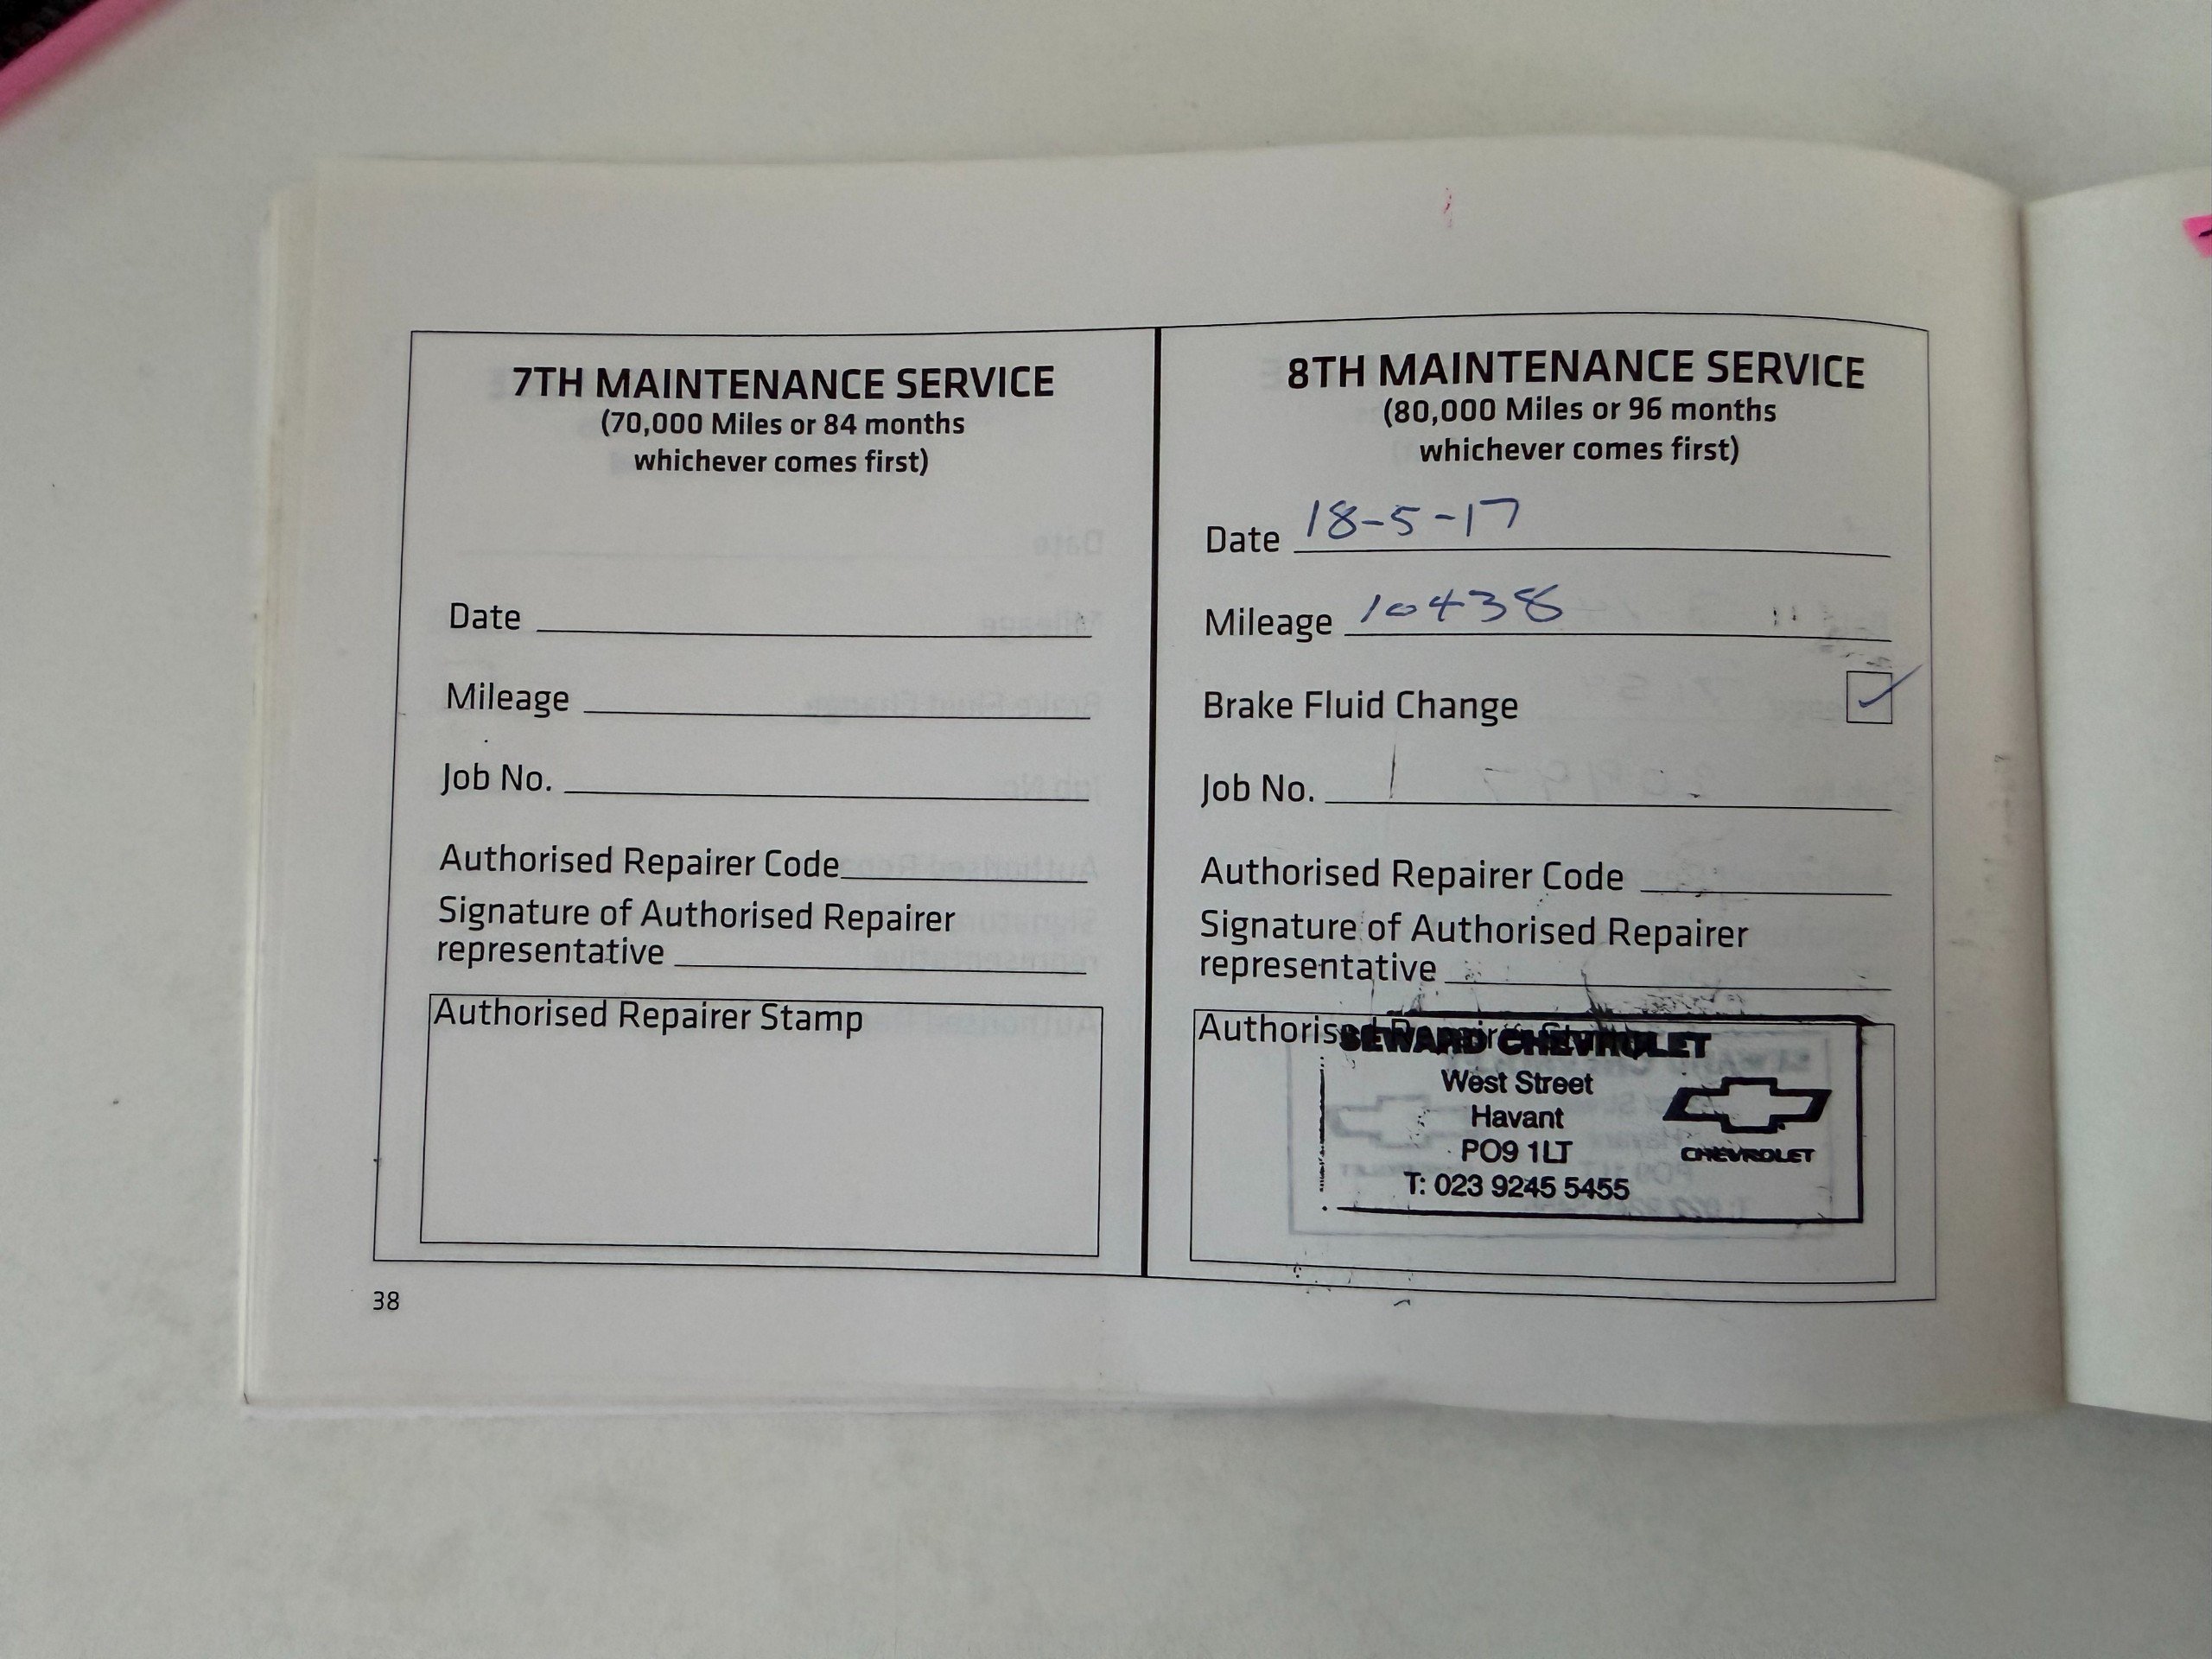 7TH MAINTENANCE SERVICE
(70,000 Miles or 84 months
whichever comes first)
Date
Mileage
Job No.
Authorised Repairer Code
Signature of Authorised Repairer
representative
Authorised Repairer Stamp
38
8TH MAINTENANCE SERVICE
(80,000 Miles or 96 months
whichever comes first)
Date 18-5-17
Mileage 10438
Brake Fluid Change ✓
Job No.
Authorised Repairer Code
Signature of Authorised Repairer
representative
Authorised Repairer Stamp
SEWARD CHEVROLET
West Street
Havant
PO9 1LT
T: 023 9245 5455
CHEVROLET